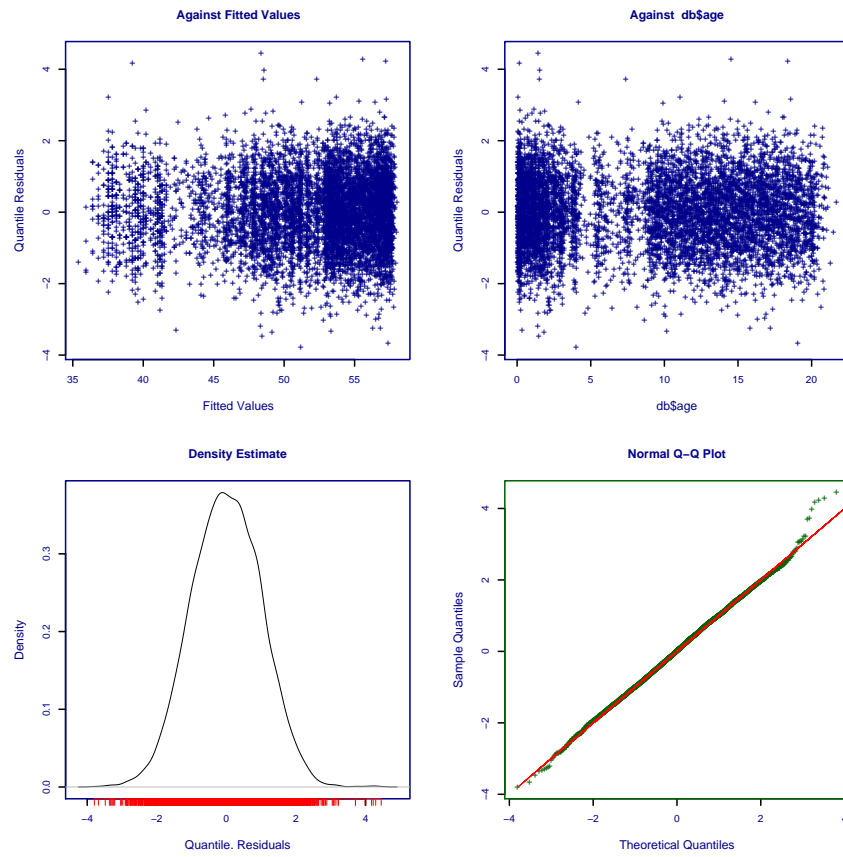 Against Fitted Values
Quantile Residuals
4
2
0
−2
−4
35 40 45 50 55
Fitted Values
Against db$age
Quantile Residuals
4
2
0
−2
−4
0 5 10 15 20
db$age
Density Estimate
Density
0.3
0.2
0.1
0.0
−4 −2 0 2 4
Quantile. Residuals
Normal Q−Q Plot
Sample Quantiles
4
2
0
−2
−4
−4 −2 0 2 4
Theoretical Quantiles